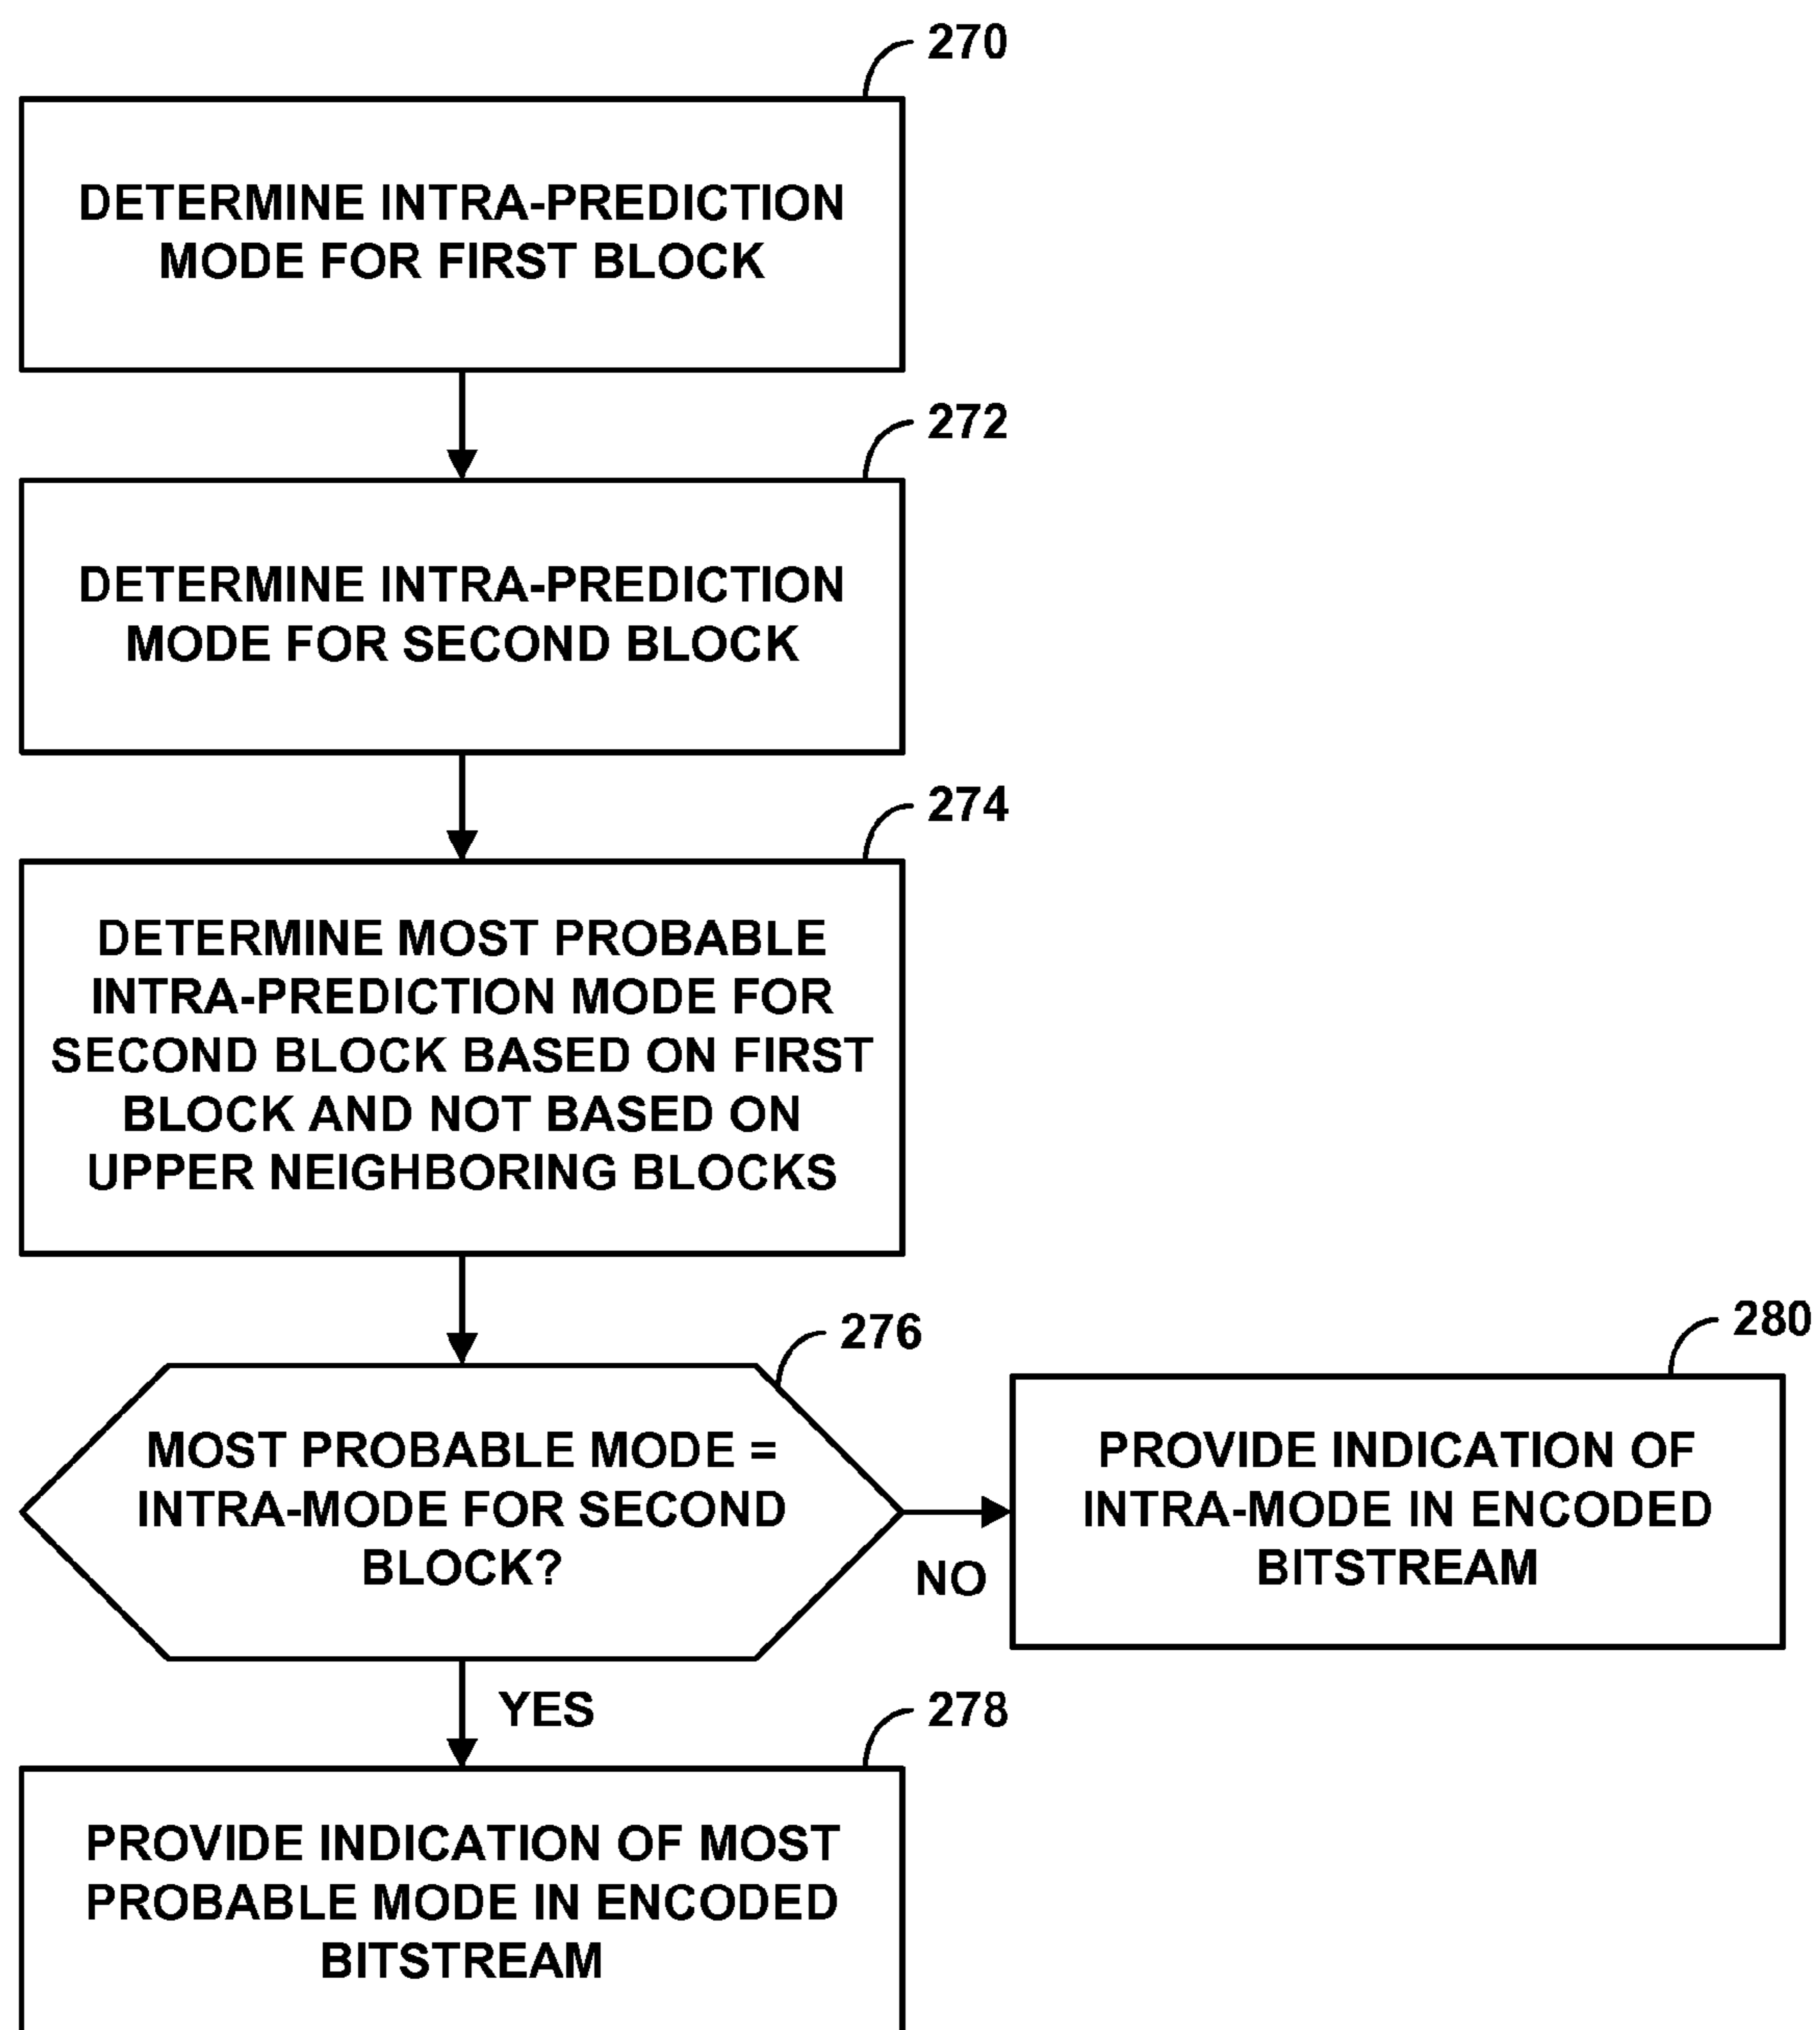 270
DETERMINE INTRA-PREDICTION
MODE FOR FIRST BLOCK
272
DETERMINE INTRA-PREDICTION
MODE FOR SECOND BLOCK
274
DETERMINE MOST PROBABLE
INTRA-PREDICTION MODE FOR
SECOND BLOCK BASED ON FIRST
BLOCK AND NOT BASED ON
UPPER NEIGHBORING BLOCKS
276
MOST PROBABLE MODE =
INTRA-MODE FOR SECOND
BLOCK?
NO
280
PROVIDE INDICATION OF
INTRA-MODE IN ENCODED
BITSTREAM
YES
278
PROVIDE INDICATION OF MOST
PROBABLE MODE IN ENCODED
BITSTREAM